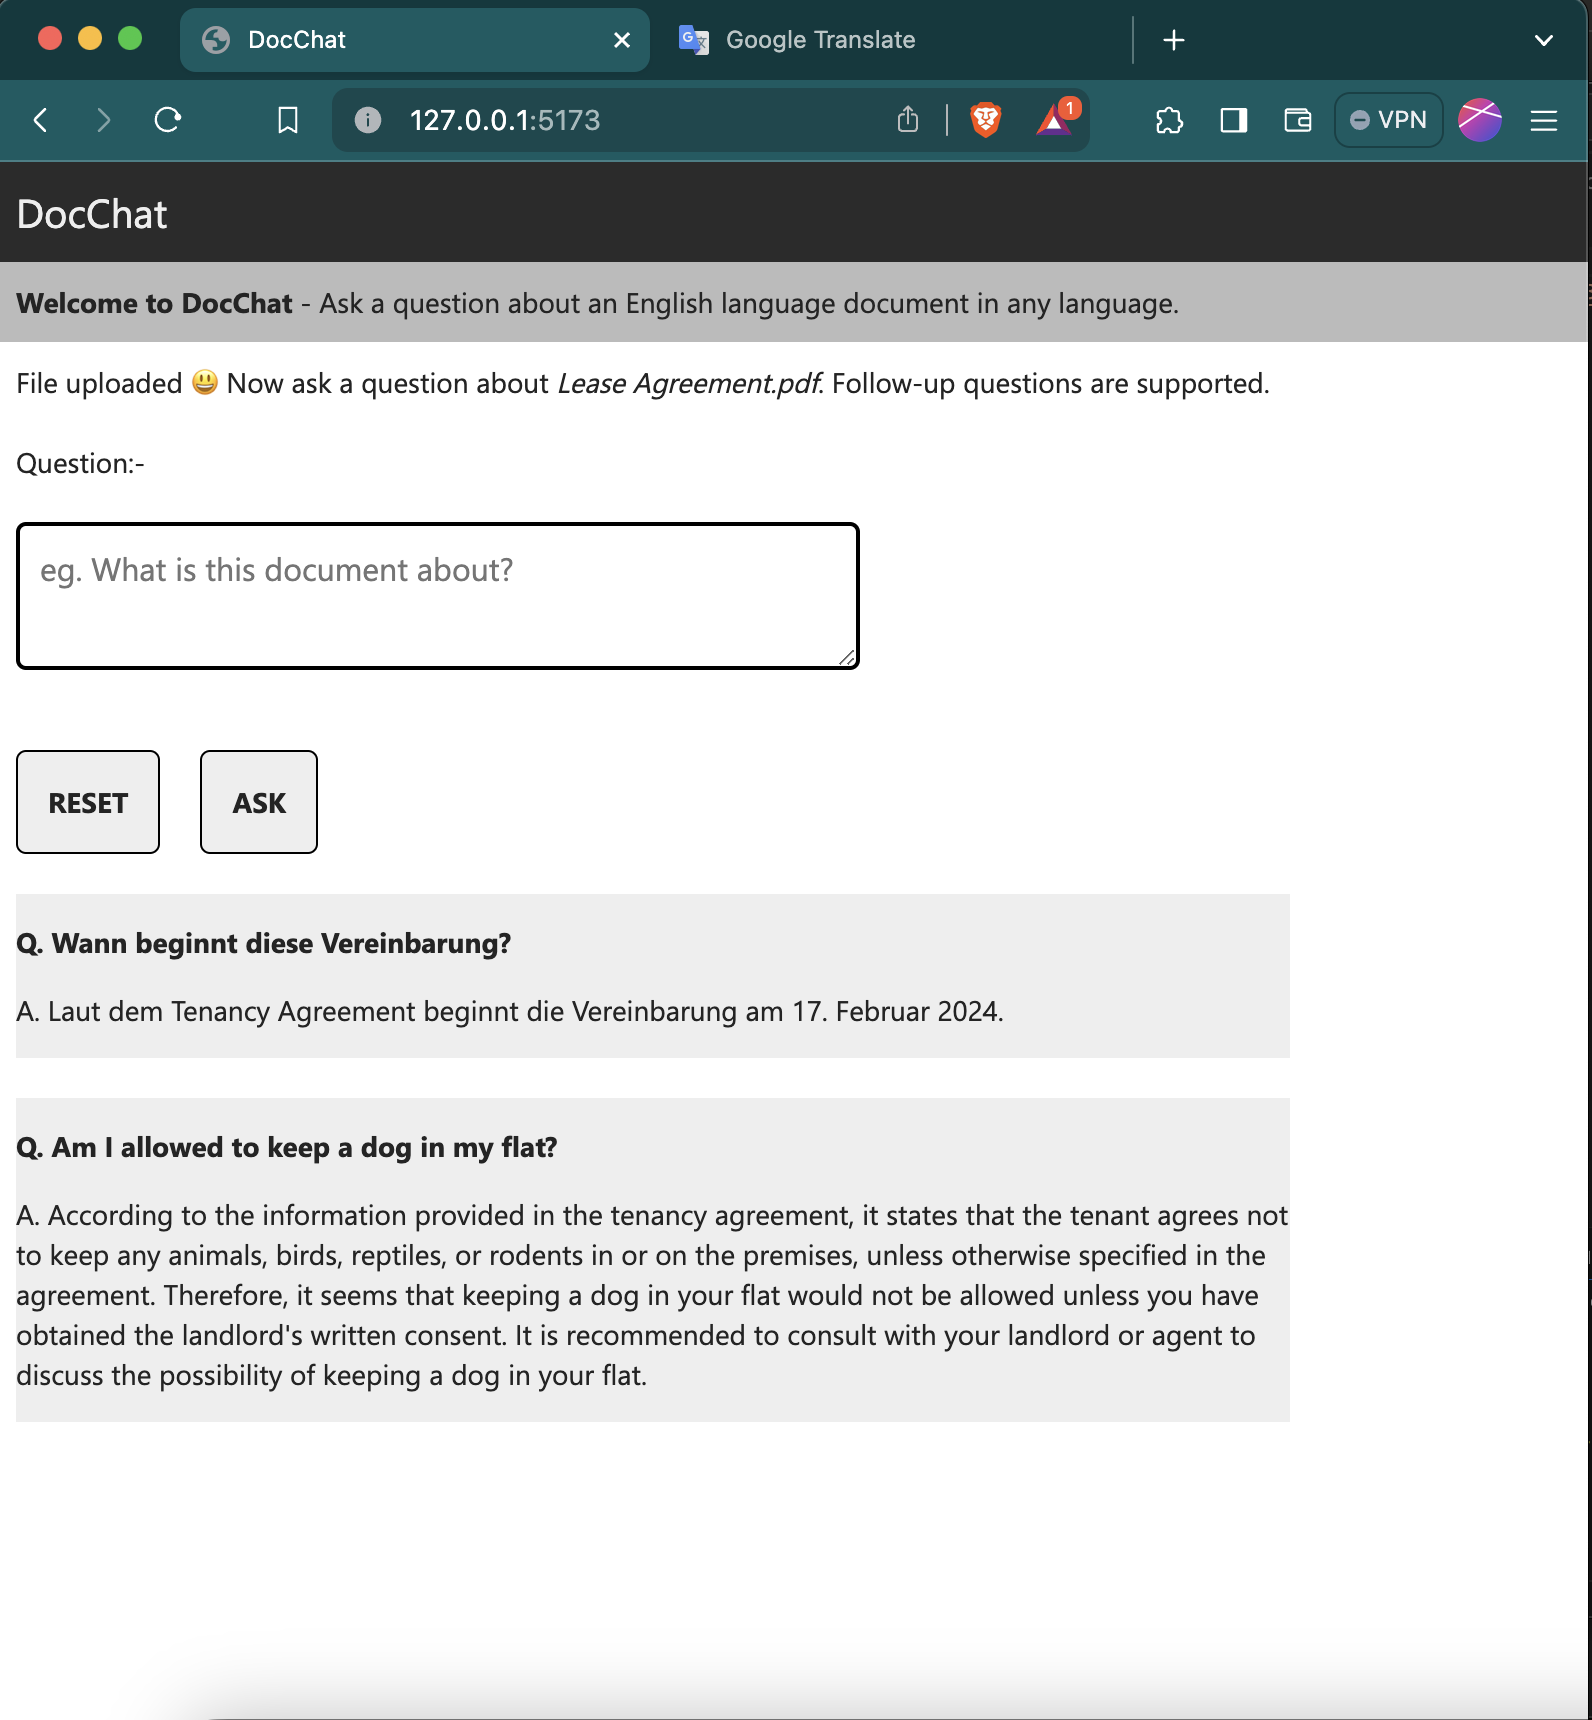 DocChat
Google Translate
127.0.0.1:5173
1
VPN
DocChat
Welcome to DocChat - Ask a question about an English language document in any language.
File uploaded 😃 Now ask a question about Lease Agreement.pdf. Follow-up questions are supported.
Question:-
eg. What is this document about?
RESET
ASK
Q. Wann beginnt diese Vereinbarung?
A. Laut dem Tenancy Agreement beginnt die Vereinbarung am 17. Februar 2024.
Q. Am I allowed to keep a dog in my flat?
A. According to the information provided in the tenancy agreement, it states that the tenant agrees not
to keep any animals, birds, reptiles, or rodents in or on the premises, unless otherwise specified in the
agreement. Therefore, it seems that keeping a dog in your flat would not be allowed unless you have
obtained the landlord's written consent. It is recommended to consult with your landlord or agent to
discuss the possibility of keeping a dog in your flat.